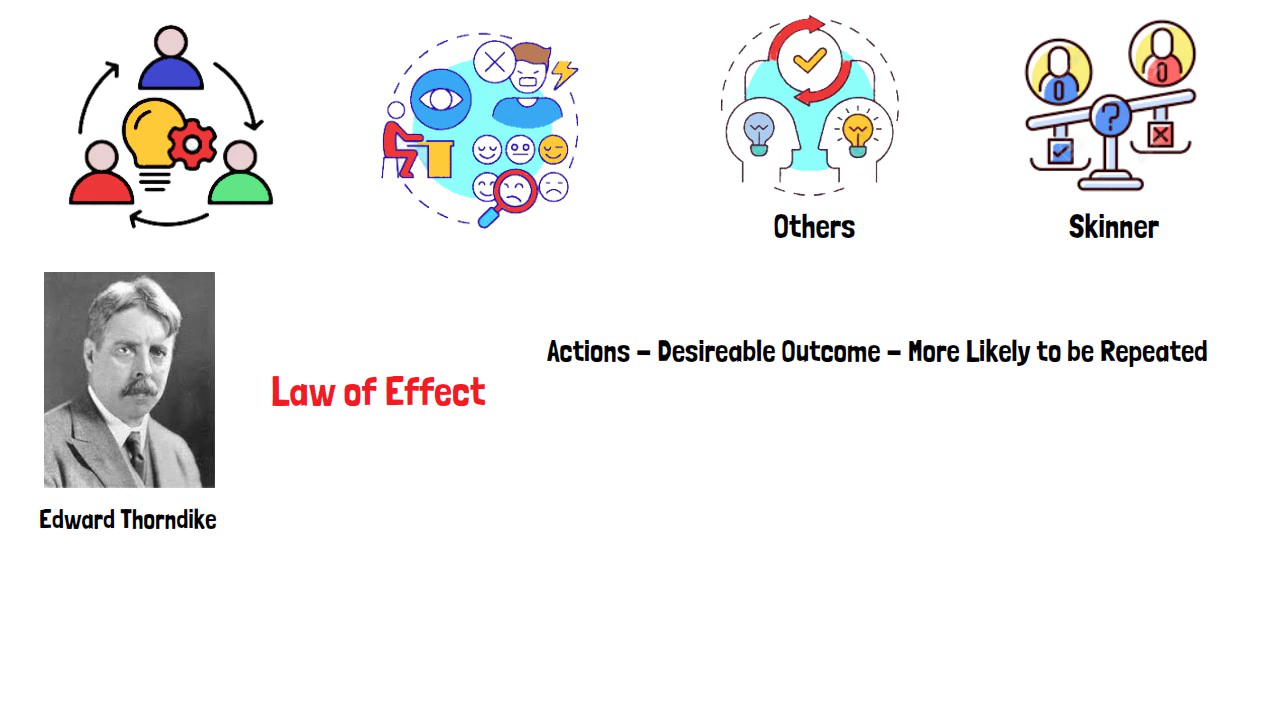 Others
Skinner
Actions – Desireable Outcome – More Likely to be Repeated
Law of Effect
Edward Thorndike